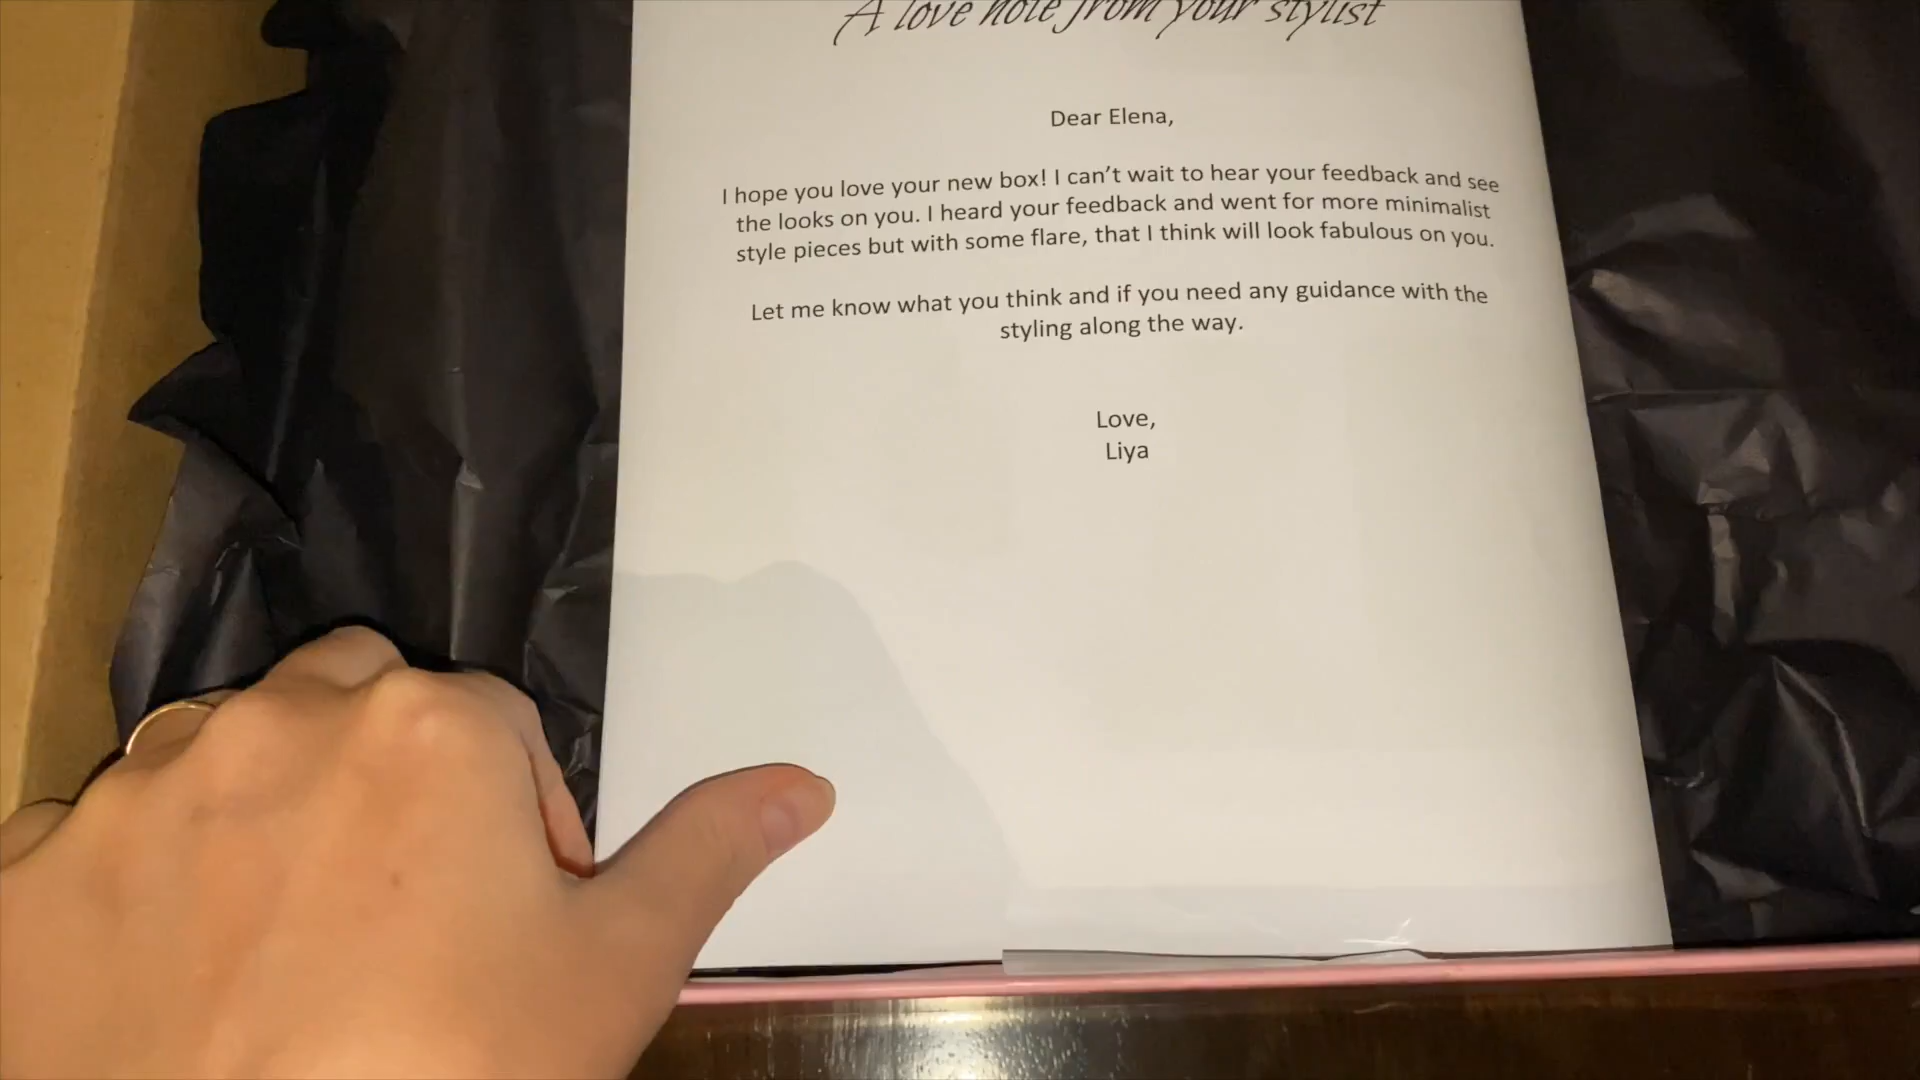 A love note from your stylist
Dear Elena,
I hope you love your new box! I can't wait to hear your feedback and see
the looks on you. I heard your feedback and went for more minimalist
style pieces but with some flare, that I think will look fabulous on you.
Let me know what you think and if you need any guidance with the
styling along the way.
Love,
Liya